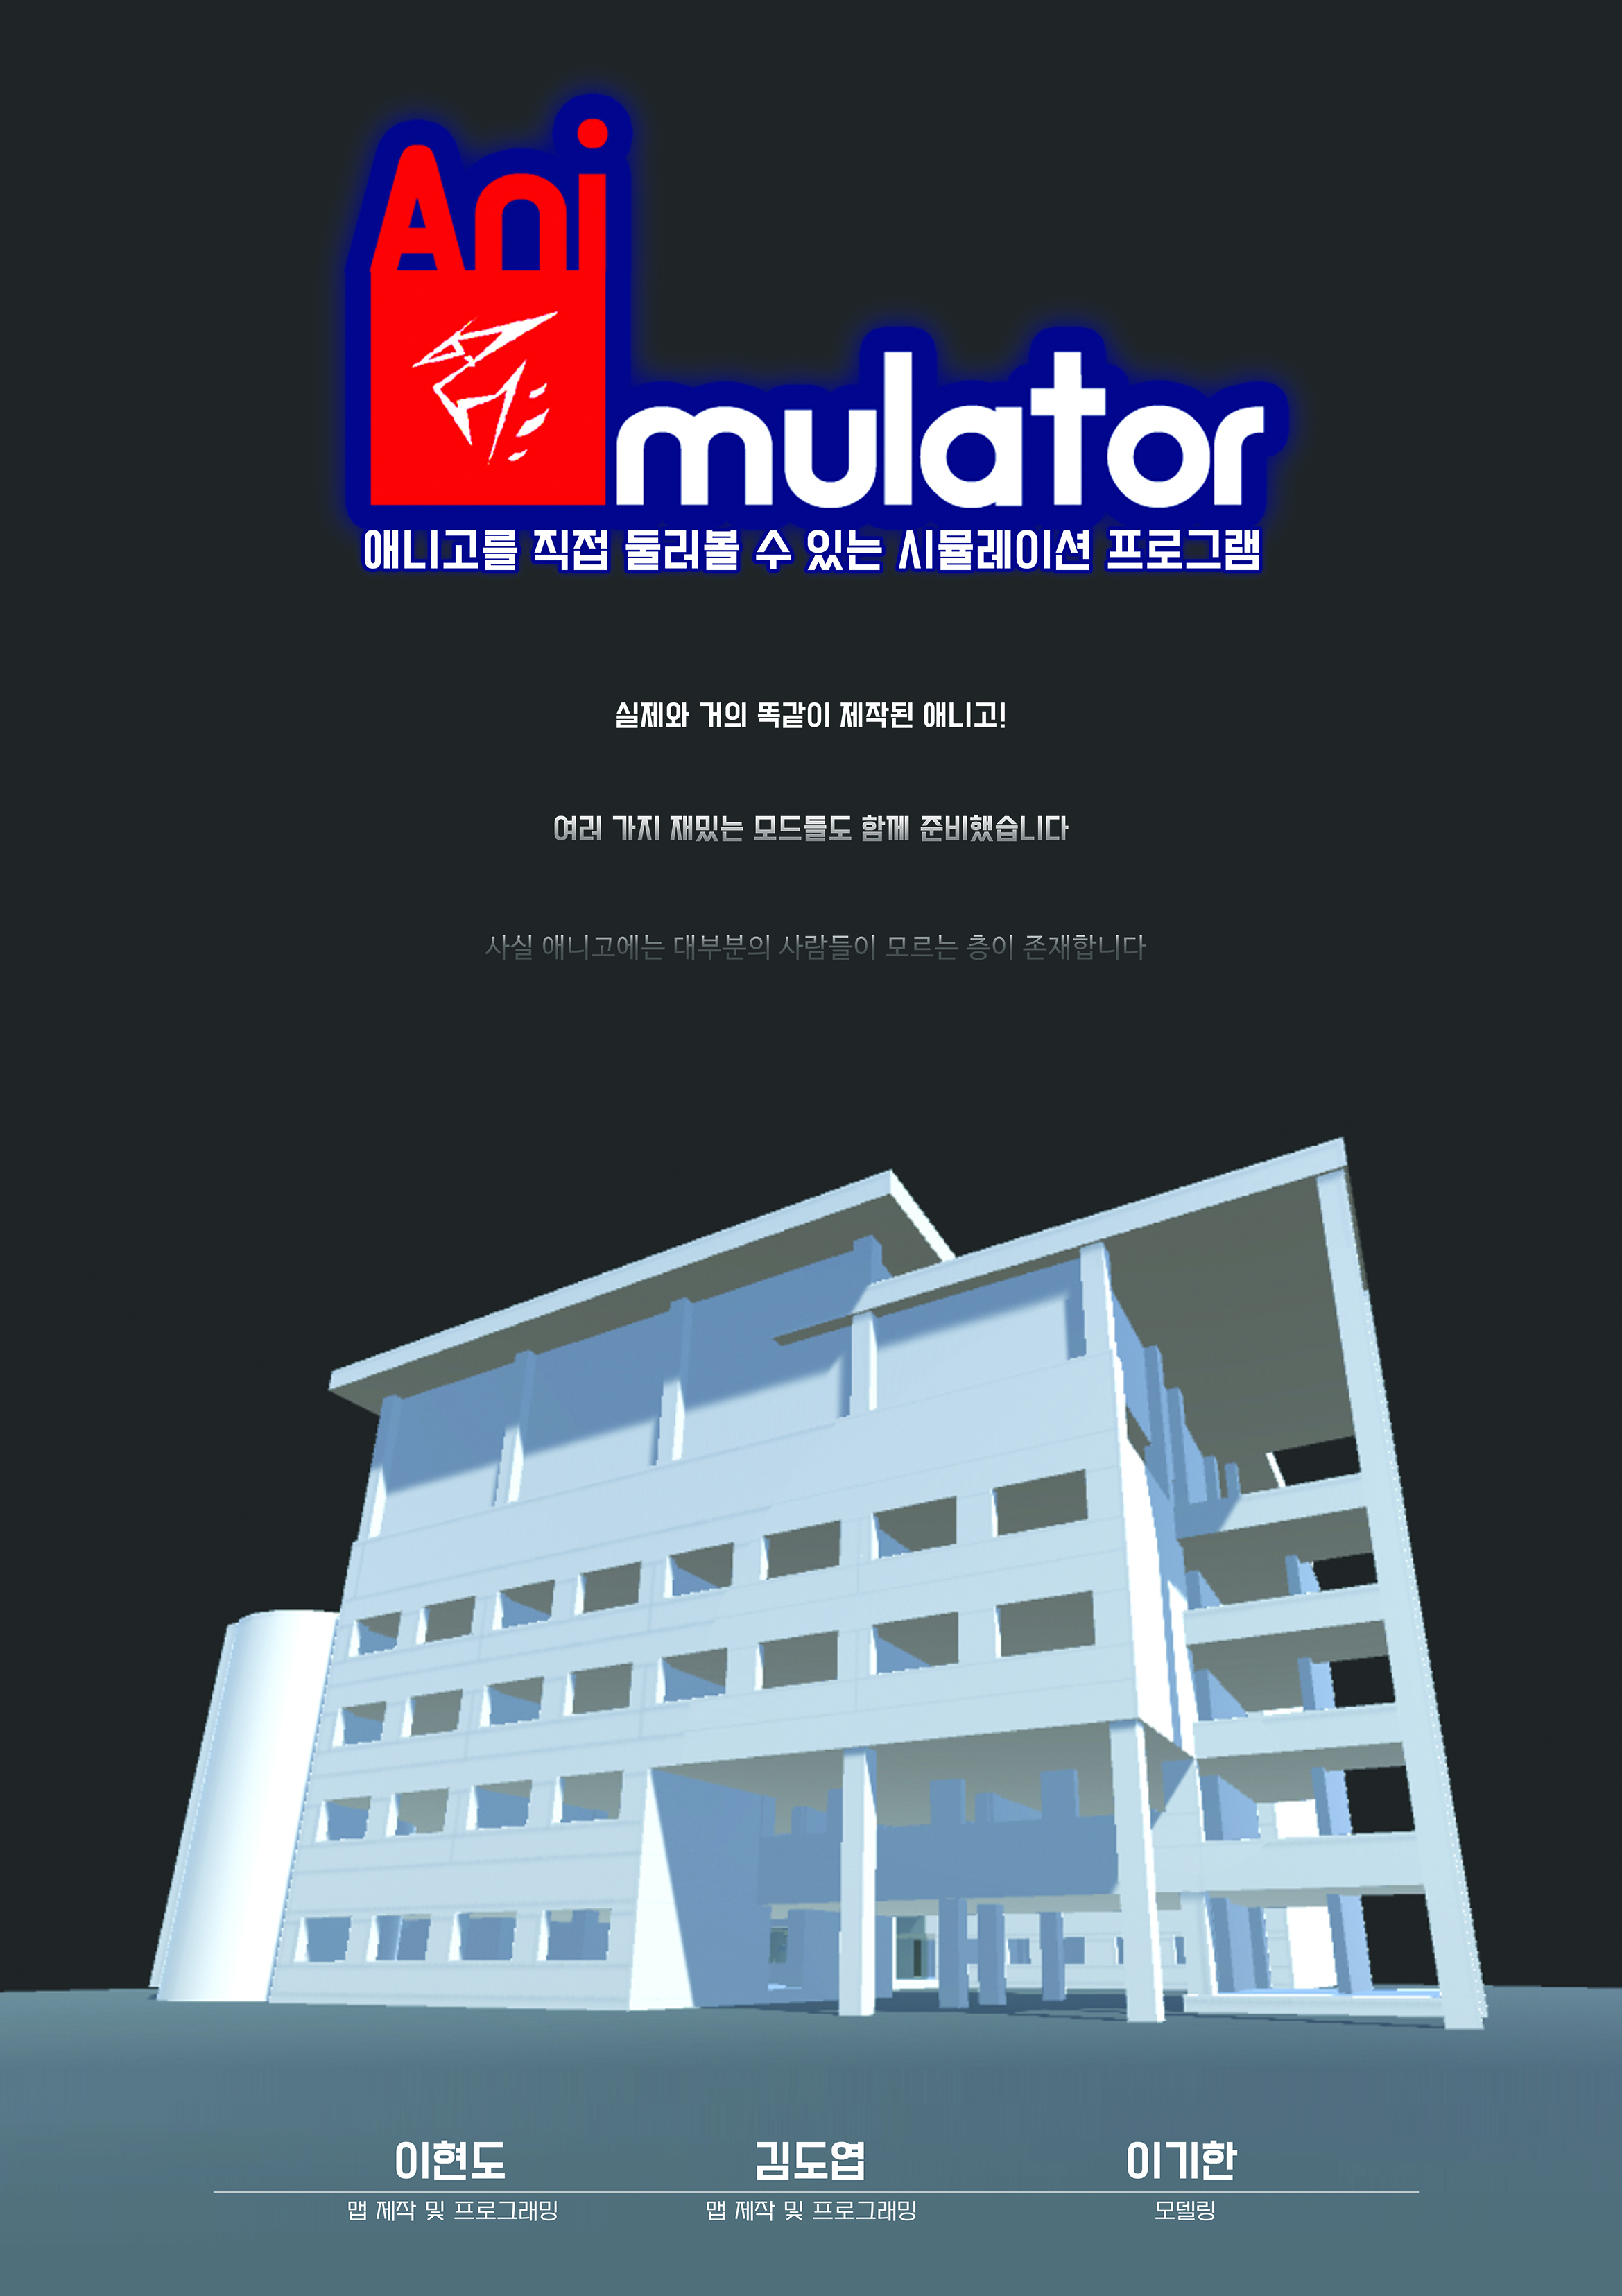 Ani
mulator
애니고를 직접 둘러볼 수 있는 시뮬레이션 프로그램
실제와 거의 똑같이 제작된 애니고!
여러 가지 재밌는 모드들도 함께 준비했습니다
사실 애니고에는 대부분의 사람들이 모르는 층이 존재합니다
이현도 김도엽 이기한
맵 제작 및 프로그래밍 맵 제작 및 프로그래밍 모델링